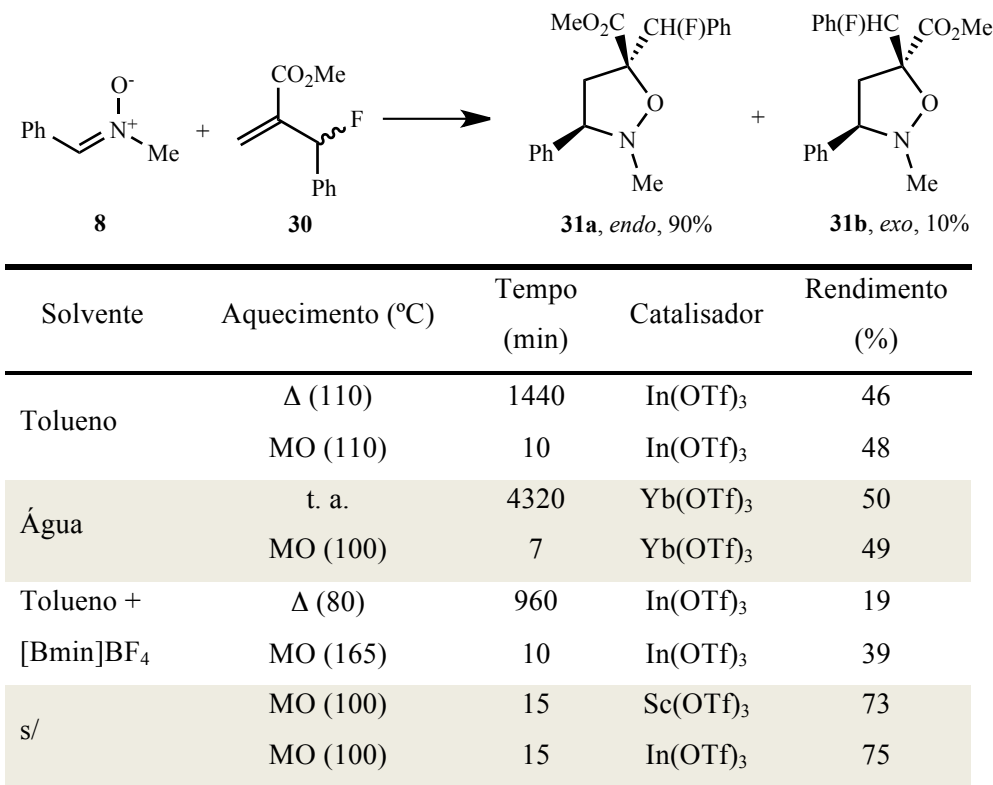 O-
Ph
N+
Me
+
CO2Me
F
Ph
MeO2C
CH(F)Ph
O
N
Ph
Me
+
Ph(F)HC
CO2Me
O
N
Ph
Me
8
30
31a, endo, 90%
31b, exo, 10%
Solvente Aquecimento (ºC) Tempo (min) Catalisador Rendimento (%)
Tolueno Δ (110) 1440 In(OTf)3 46
MO (110) 10 In(OTf)3 48
Água t. a. 4320 Yb(OTf)3 50
MO (100) 7 Yb(OTf)3 49
Tolueno + Δ (80) 960 In(OTf)3 19
[Bmin]BF4 MO (165) 10 In(OTf)3 39
s/ MO (100) 15 Sc(OTf)3 73
MO (100) 15 In(OTf)3 75